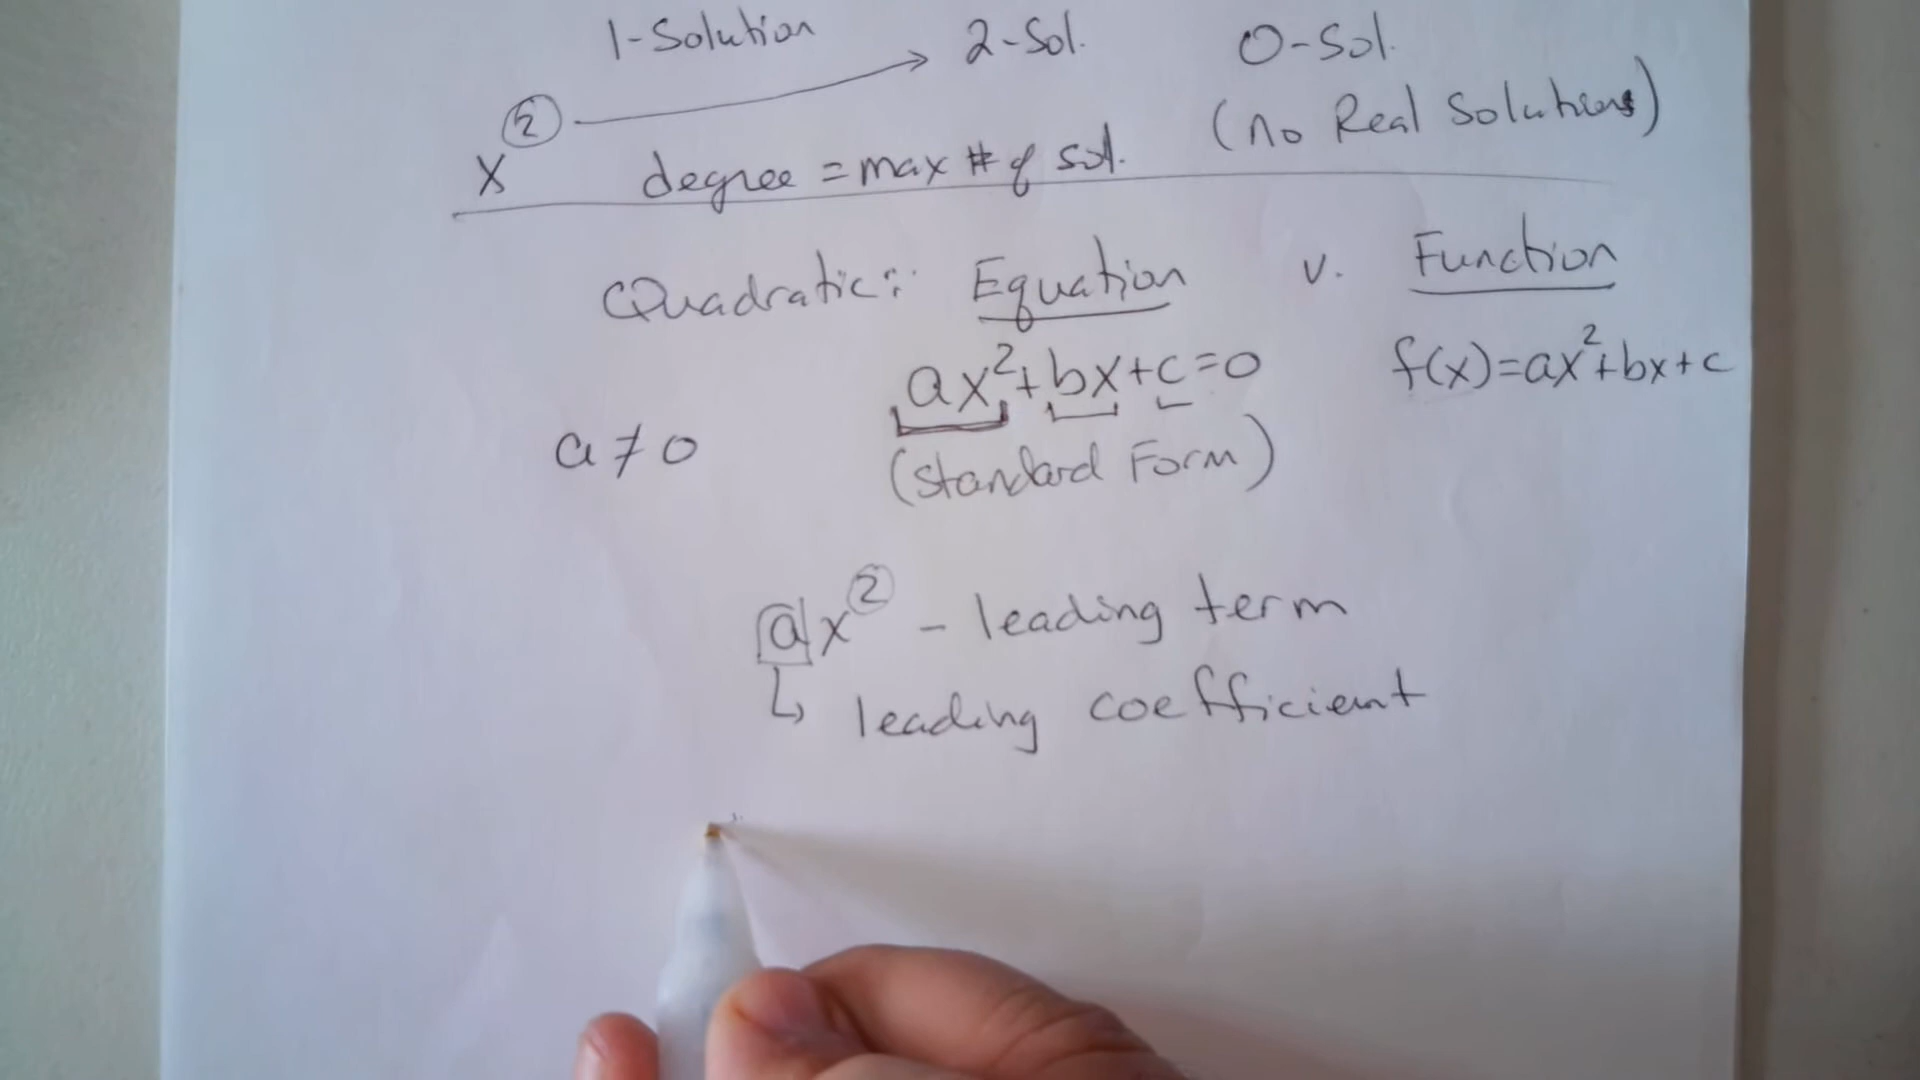 1-Solution 2-Sol. 0-Sol.
(No Real Solutions)
x² degree = max # of sol.
Quadratic: Equation v. Function
ax²+bx+c=0 f(x)=ax²+bx+c
a≠0 (Standard Form)
ax² - leading term
↳ leading coefficient